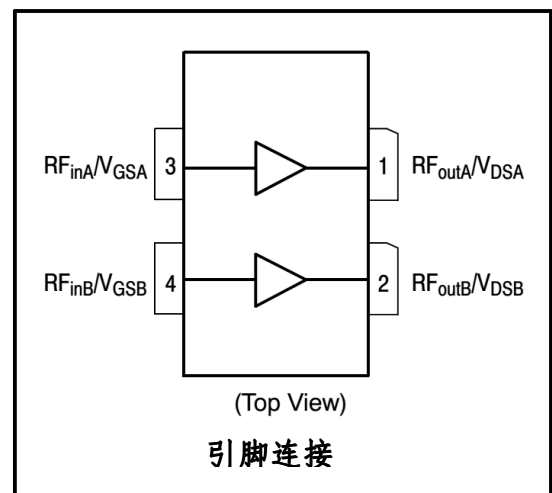 RFinA/VGSA 3 1 RFoutA/VDSA
RFinB/VGSB 4 2 RFoutB/VDSB
(Top View)
引脚连接